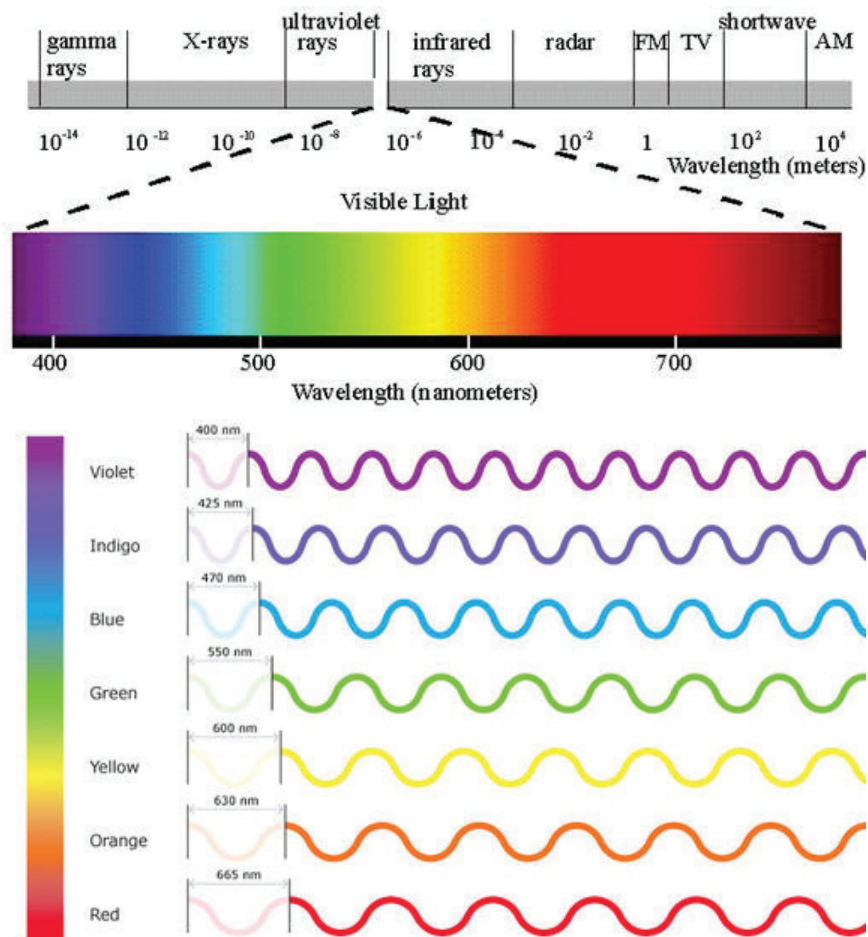 gamma rays X-rays ultraviolet rays infrared rays radar FM TV shortwave AM
10⁻¹⁴ 10⁻¹² 10⁻¹⁰ 10⁻⁸ 10⁻⁶ 10⁻⁴ 10⁻² 1 10² 10⁴
Wavelength (meters)
Visible Light
400 500 600 700
Wavelength (nanometers)
400 nm
Violet
425 nm
Indigo
470 nm
Blue
550 nm
Green
600 nm
Yellow
630 nm
Orange
665 nm
Red